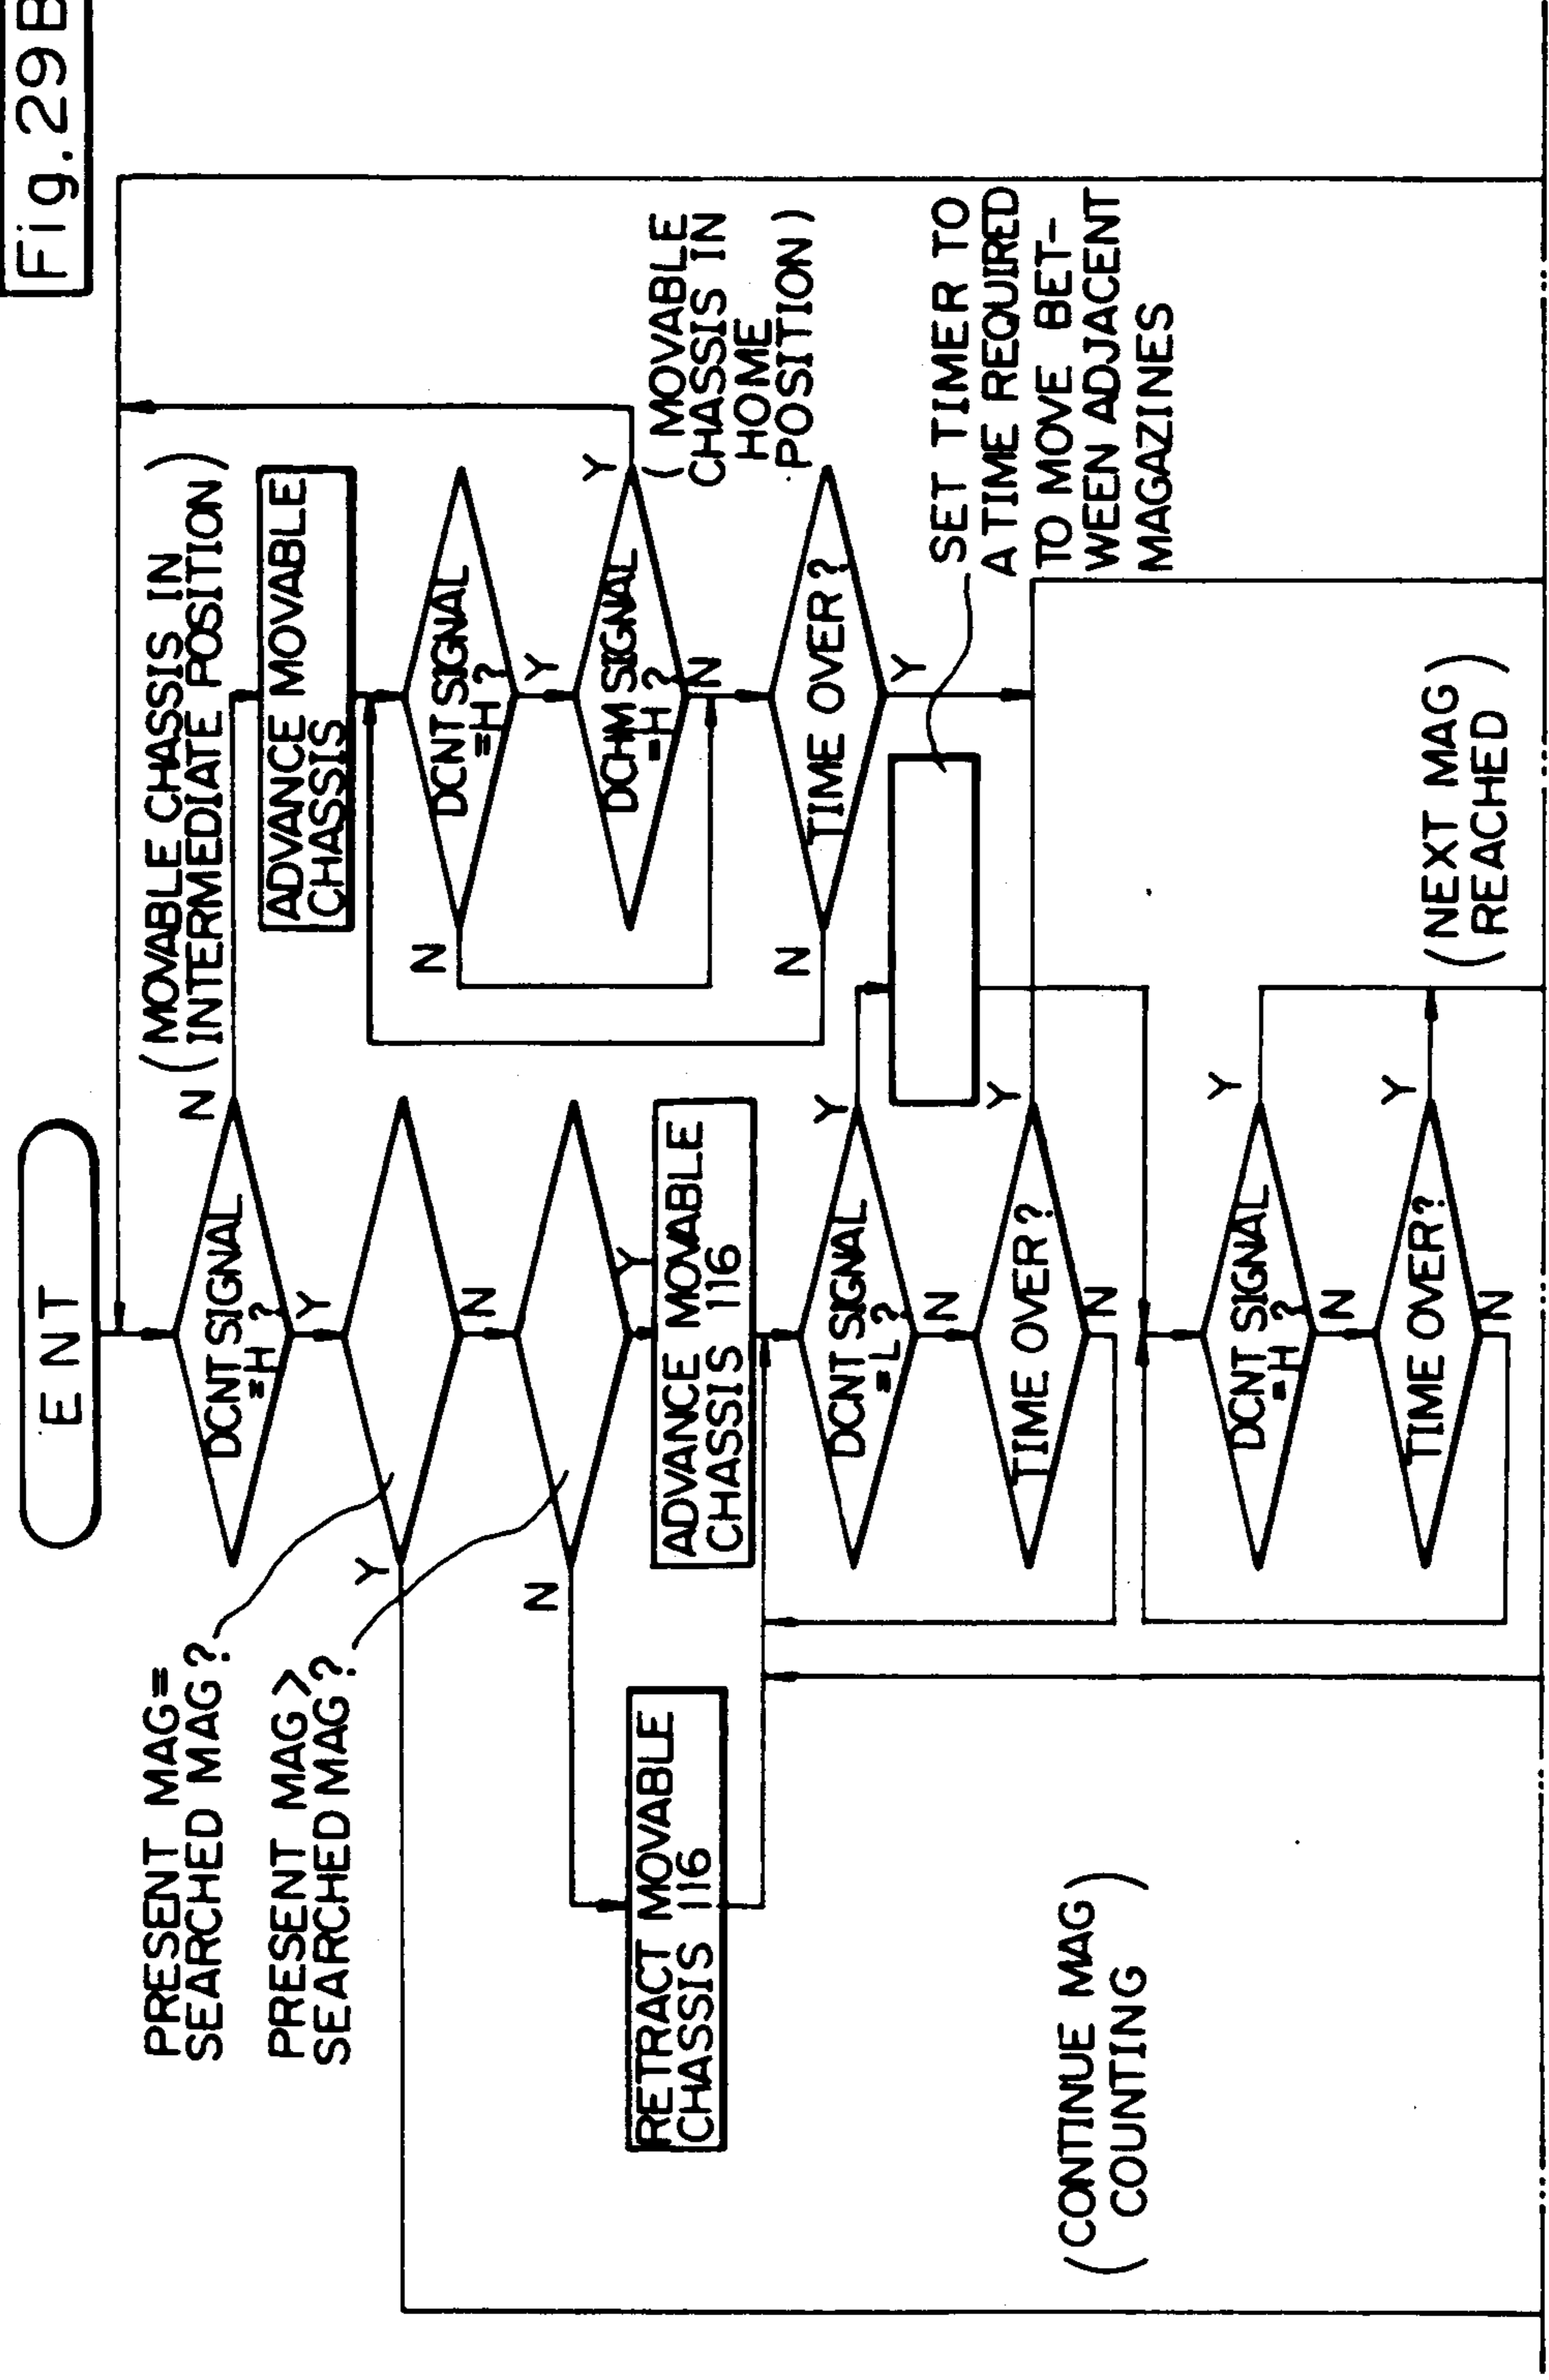 Fig. 29B
ENT
DCNT SIGNAL
=H ?
N
(MOVABLE CHASSIS IN
INTERMEDIATE POSITION)
Y
ADVANCE MOVABLE
CHASSIS
PRESENT MAG=
SEARCHED MAG?
Y
N
DCNT SIGNAL
=H ?
N
Y
PRESENT MAG>
SEARCHED MAG?
N
Y
DCHM SIGNAL
=H ?
Y
N
(MOVABLE
CHASSIS IN
HOME
POSITION)
RETRACT MOVABLE
CHASSIS 116
ADVANCE MOVABLE
CHASSIS 116
TIME OVER?
N
Y
DCNT SIGNAL
=L ?
Y
N
SET TIMER TO
A TIME REQUIRED
TO MOVE BET-
WEEN ADJACENT
MAGAZINES
TIME OVER?
Y
N
(CONTINUE MAG
COUNTING)
DCNT SIGNAL
=H ?
Y
N
TIME OVER?
Y
N
(NEXT MAG
REACHED)